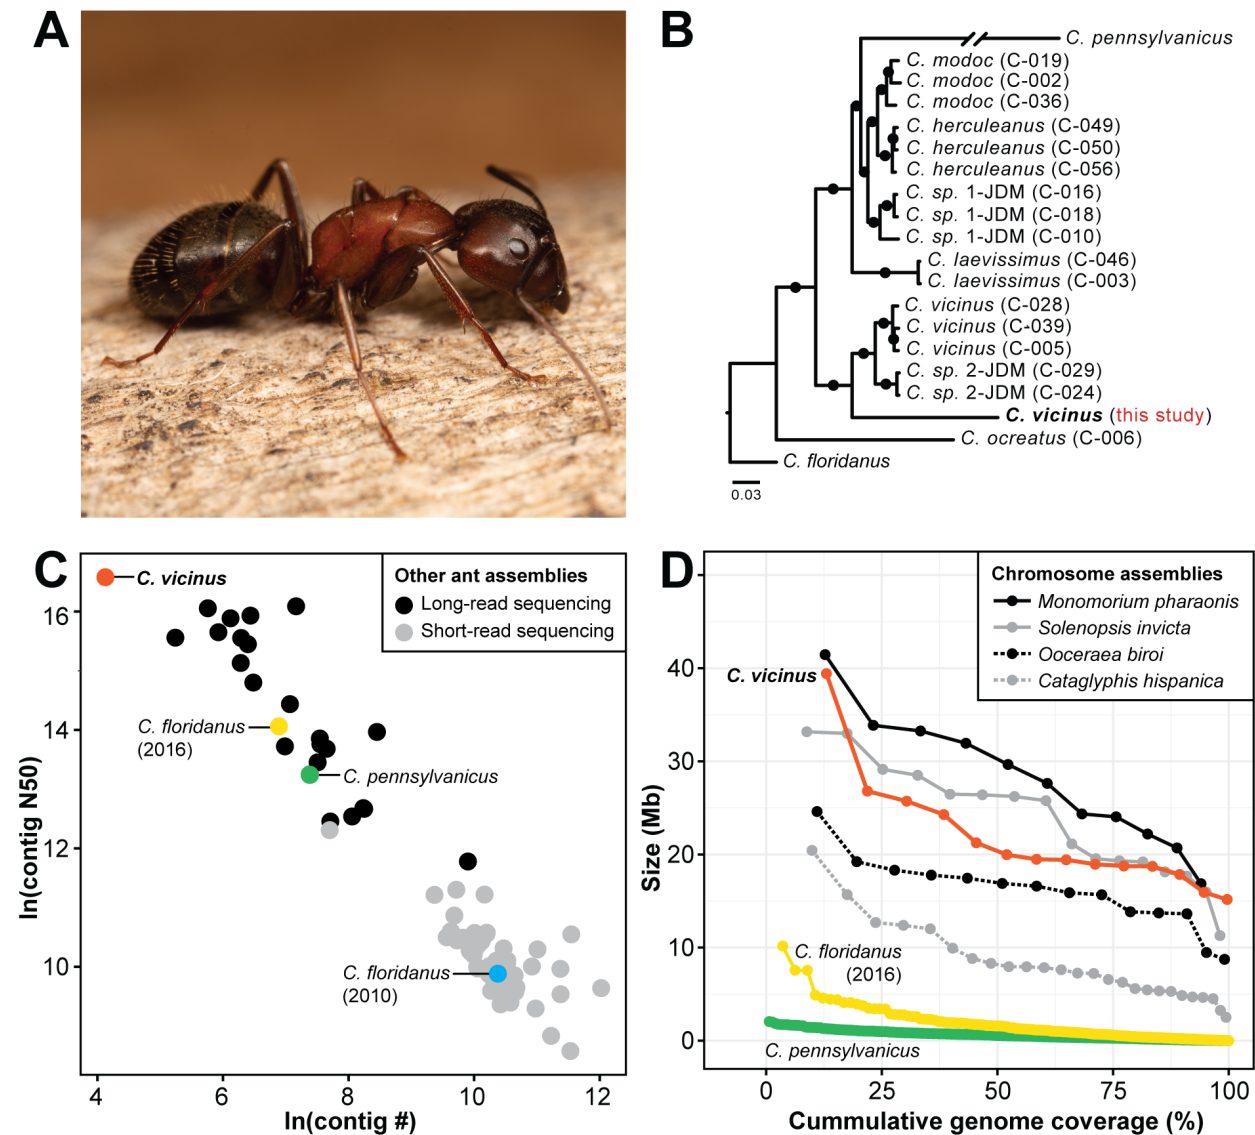 A
B
C. pennsylvanicus
C. modoc (C-019)
C. modoc (C-002)
C. modoc (C-036)
C. herculeanus (C-049)
C. herculeanus (C-050)
C. herculeanus (C-056)
C. sp. 1-JDM (C-016)
C. sp. 1-JDM (C-018)
C. sp. 1-JDM (C-010)
C. laevissimus (C-046)
C. laevissimus (C-003)
C. vicinus (C-028)
C. vicinus (C-039)
C. vicinus (C-005)
C. sp. 2-JDM (C-029)
C. sp. 2-JDM (C-024)
C. vicinus (this study)
C. ocreatus (C-006)
C. floridanus
0.03
C
C. vicinus
Other ant assemblies
Long-read sequencing
Short-read sequencing
C. floridanus
(2016)
C. pennsylvanicus
C. floridanus
(2010)
16
14
12
10
ln(contig N50)
4
6
8
10
12
ln(contig #)
D
Chromosome assemblies
Monomorium pharaonis
Solenopsis invicta
Ooceraea biroi
Cataglyphis hispanica
C. vicinus
C. floridanus
(2016)
C. pennsylvanicus
40
30
20
10
0
Size (Mb)
0
25
50
75
100
Cummulative genome coverage (%)